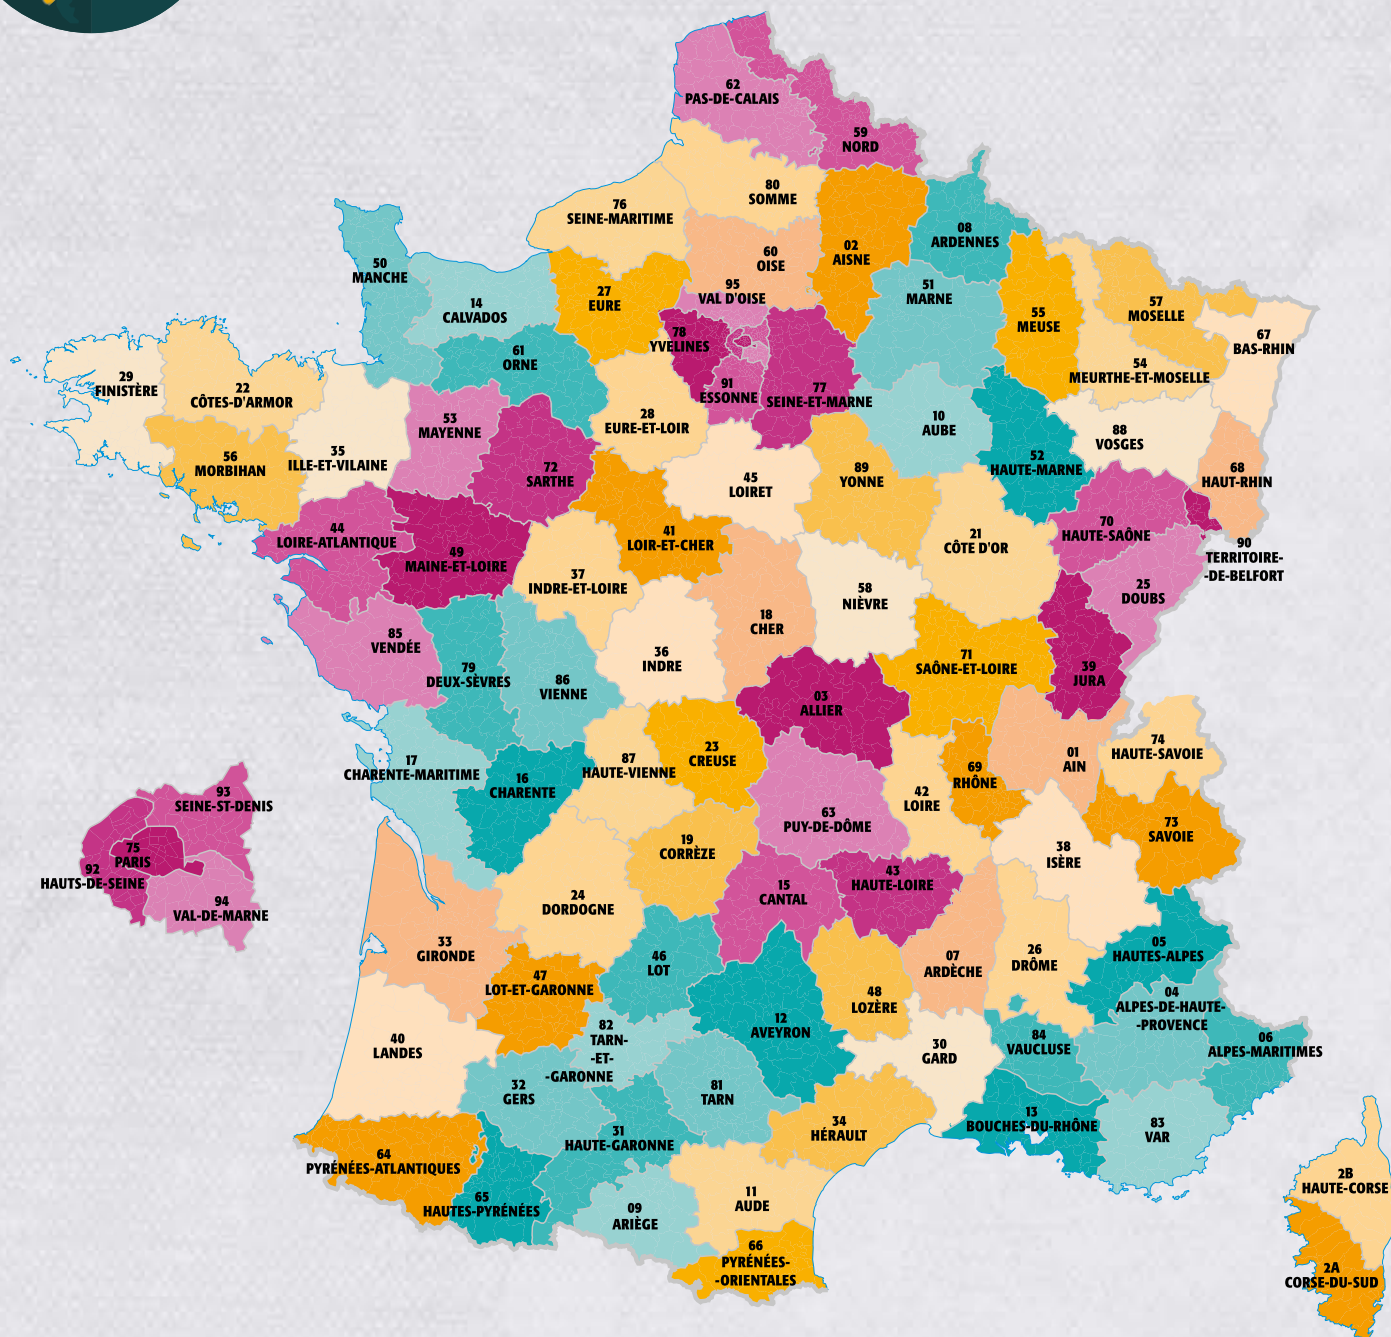 62
PAS-DE-CALAIS
59
NORD
80
SOMME
76
SEINE-MARITIME
02
AISNE
08
ARDENNES
60
OISE
50
MANCHE
27
EURE
95
VAL D'OISE
51
MARNE
14
CALVADOS
57
MOSELLE
55
MEUSE
67
BAS-RHIN
78
YVELINES
61
ORNE
54
MEURTHE-ET-MOSELLE
29
FINISTÈRE
22
CÔTES-D'ARMOR
91
ESSONNE
77
SEINE-ET-MARNE
28
EURE-ET-LOIR
10
AUBE
53
MAYENNE
88
VOSGES
35
ILLE-ET-VILAINE
56
MORBIHAN
52
HAUTE-MARNE
68
HAUT-RHIN
72
SARTHE
89
YONNE
45
LOIRET
44
LOIRE-ATLANTIQUE
70
HAUTE-SAÔNE
41
LOIR-ET-CHER
21
CÔTE D'OR
90
TERRITOIRE-
-DE-BELFORT
49
MAINE-ET-LOIRE
37
INDRE-ET-LOIRE
25
DOUBS
58
NIÈVRE
18
CHER
85
VENDÉE
36
INDRE
71
SAÔNE-ET-LOIRE
79
DEUX-SÈVRES
39
JURA
86
VIENNE
03
ALLIER
74
HAUTE-SAVOIE
23
CREUSE
01
AIN
17
CHARENTE-MARITIME
87
HAUTE-VIENNE
69
RHÔNE
16
CHARENTE
42
LOIRE
93
SEINE-ST-DENIS
63
PUY-DE-DÔME
73
SAVOIE
19
CORRÈZE
38
ISÈRE
75
PARIS
92
HAUTS-DE-SEINE
43
HAUTE-LOIRE
15
CANTAL
24
DORDOGNE
94
VAL-DE-MARNE
33
GIRONDE
05
HAUTES-ALPES
26
DRÔME
07
ARDÈCHE
46
LOT
47
LOT-ET-GARONNE
48
LOZÈRE
04
ALPES-DE-HAUTE-
-PROVENCE
12
AVEYRON
82
TARN-
-ET-
-GARONNE
84
VAUCLUSE
06
ALPES-MARITIMES
40
LANDES
30
GARD
32
GERS
81
TARN
13
BOUCHES-DU-RHÔNE
34
HÉRAULT
83
VAR
31
HAUTE-GARONNE
64
PYRÉNÉES-ATLANTIQUES
2B
HAUTE-CORSE
65
HAUTES-PYRÉNÉES
11
AUDE
09
ARIÈGE
66
PYRÉNÉES-
-ORIENTALES
2A
CORSE-DU-SUD